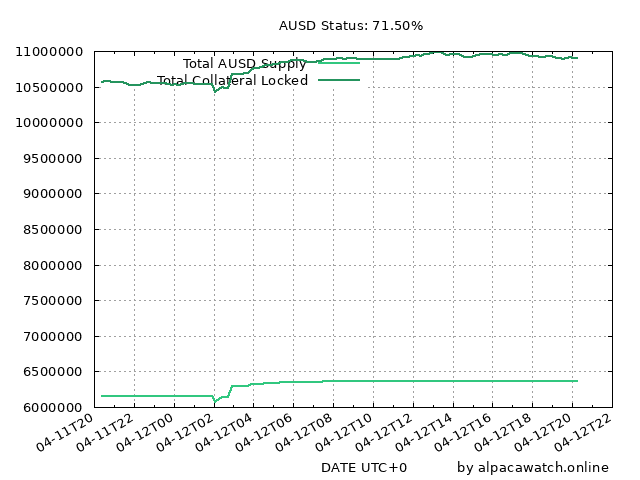 AUSD Status: 71.50%
11000000
Total AUSD Supply
Total Collateral Locked
10500000
10000000
9500000
9000000
8500000
8000000
7500000
7000000
6500000
6000000
04-11T20
04-11T22
04-12T00
04-12T02
04-12T04
04-12T06
04-12T08
04-12T10
04-12T12
04-12T14
04-12T16
04-12T18
04-12T20
04-12T22
DATE UTC+0
by alpacawatch.online